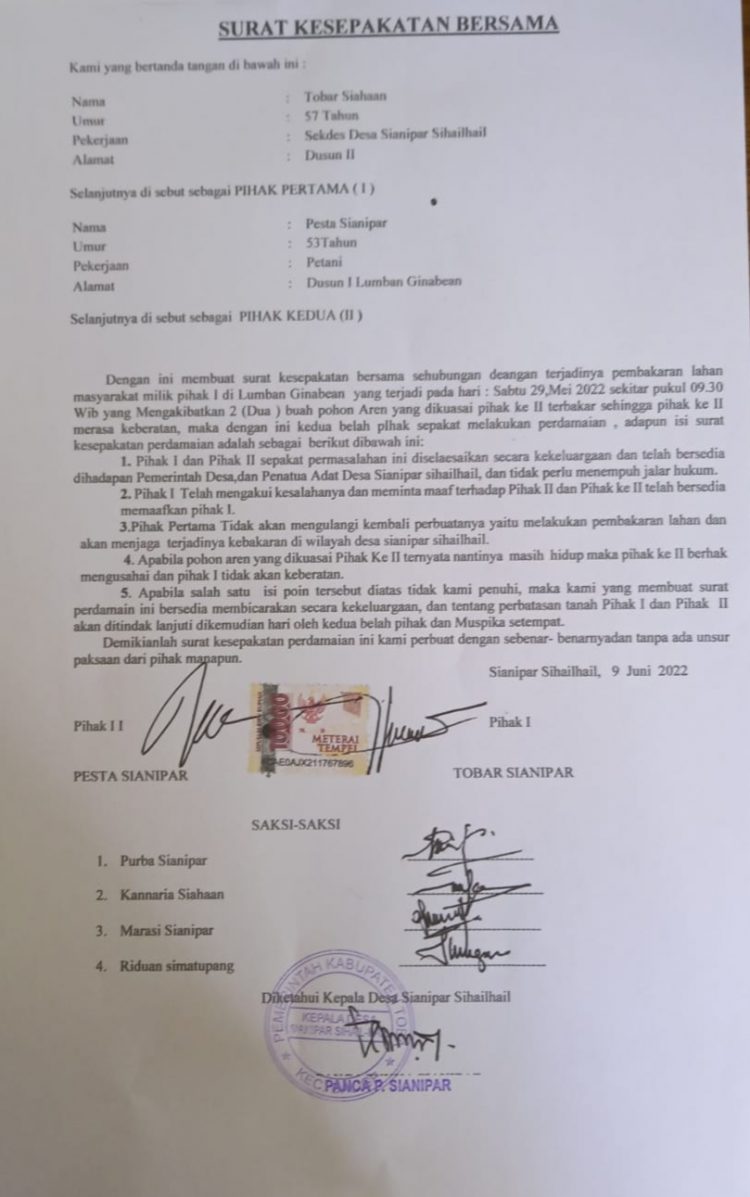 SURAT KESEPAKATAN BERSAMA
Kami yang bertanda tangan di bawah ini :
Nama : Tobar Siahaan
Umur : 57 Tahun
Pekerjaan : Sekdes Desa Sianipar Sihailhail
Alamat : Dusun II
Selanjutnya di sebut sebagai PIHAK PERTAMA ( I )
Nama : Pesta Sianipar
Umur : 53Tahun
Pekerjaan : Petani
Alamat : Dusun I Lumban Ginabean
Selanjutnya di sebut sebagai PIHAK KEDUA (II )
Dengan ini membuat surat kesepakatan bersama sehubungan deangan terjadinya pembakaran lahan
masyarakat milik pihak I di Lumban Ginabean yang terjadi pada hari : Sabtu 29,Mei 2022 sekitar pukul 09.30
Wib yang Mengakibatkan 2 (Dua ) buah pohon Aren yang dikuasai pihak ke II terbakar sehingga pihak ke II
merasa keberatan, maka dengan ini kedua belah pIhak sepakat melakukan perdamaian , adapun isi surat
kesepakatan perdamaian adalah sebagai berikut dibawah ini:
1. Pihak I dan Pihak II sepakat permasalahan ini diselaesaikan secara kekeluargaan dan telah bersedia
dihadapan Pemerintah Desa,dan Penatua Adat Desa Sianipar sihailhail, dan tidak perlu menempuh jalar hukum.
2. Pihak I Telah mengakui kesalahanya dan meminta maaf terhadap Pihak II dan Pihak ke II telah bersedia
memaafkan pihak I.
3.Pihak Pertama Tidak akan mengulangi kembali perbuatanya yaitu melakukan pembakaran lahan dan
akan menjaga terjadinya kebakaran di wilayah desa sianipar sihailhail.
4. Apabila pohon aren yang dikuasai Pihak Ke II ternyata nantinya masih hidup maka pihak ke II berhak
mengusahai dan pihak I tidak akan keberatan.
5. Apabila salah satu isi poin tersebut diatas tidak kami penuhi, maka kami yang membuat surat
perdamain ini bersedia membicarakan secara kekeluargaan, dan tentang perbatasan tanah Pihak I dan Pihak II
akan ditindak lanjuti dikemudian hari oleh kedua belah pihak dan Muspika setempat.
Demikianlah surat kesepakatan perdamaian ini kami perbuat dengan sebenar- benarnyadan tanpa ada unsur
paksaan dari pihak manapun.
Sianipar Sihailhail, 9 Juni 2022
Pihak I I Pihak I
10000
METERAI
TEMPEL
PESTA SIANIPAR TOBAR SIANIPAR
SAKSI-SAKSI
1. Purba Sianipar
2. Kannaria Siahaan
3. Marasi Sianipar
4. Riduan simatupang
Diketahui Kepala Desa Sianipar Sihailhail
PEMERINTAH KABUPATEN TOB
KEPALA DESA
PANCA P. SIANIPAR